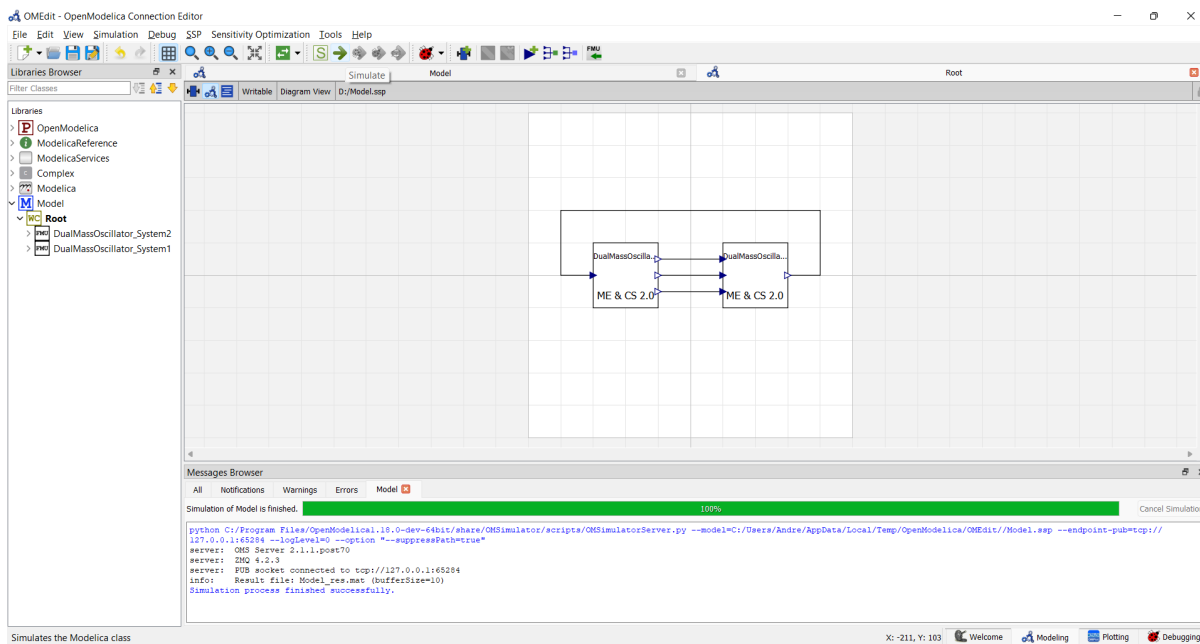 OMEdit - OpenModelica Connection Editor
File Edit View Simulation Debug SSP Sensitivity Optimization Tools Help
S FMU
Libraries Browser
Simulate
Model
Root
Filter Classes
Writable Diagram View D:/Model.ssp
Libraries
P OpenModelica
i ModelicaReference
ModelicaServices
C Complex
Modelica
M Model
WC Root
FMU DualMassOscillator_System2
FMU DualMassOscillator_System1
DualMassOscilla... DualMassOscilla...
ME & CS 2.0 ME & CS 2.0
Messages Browser
All Notifications Warnings Errors Model
Simulation of Model is finished. 100% Cancel Simulatio
python C:/Program Files/OpenModelica1.18.0-dev-64bit/share/OMSimulator/scripts/OMSimulatorServer.py --model=C:/Users/Andre/AppData/Local/Temp/OpenModelica/OMEdit//Model.ssp --endpoint-pub=tcp://
127.0.0.1:65284 --logLevel=0 --option "--suppressPath=true"
server: OMS Server 2.1.1.post70
server: ZMQ 4.2.3
server: PUB socket connected to tcp://127.0.0.1:65284
info: Result file: Model_res.mat (bufferSize=10)
Simulation process finished successfully.
Simulates the Modelica class
X: -211, Y: 103 Welcome Modeling Plotting Debugging